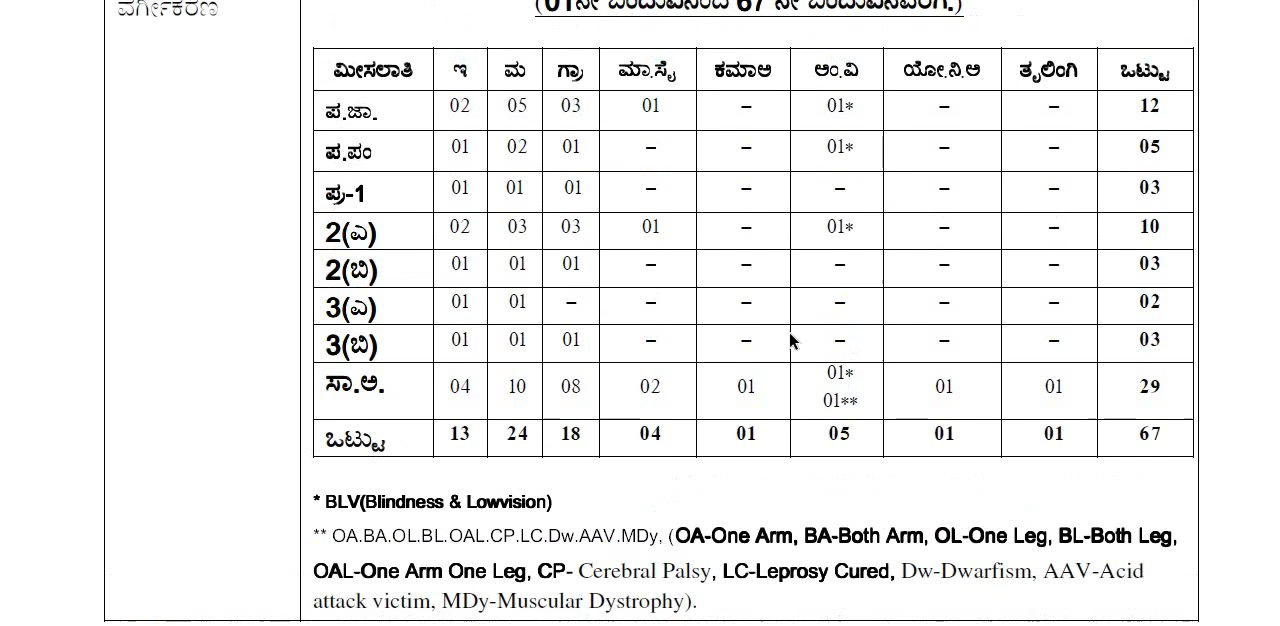 ವರ್ಗೀಕರಣ
(01ನೇ ಬಿಂದುವಿನಿಂದ 67 ನೇ ಬಿಂದುವಿನವರೆಗೆ.)
ಮೀಸಲಾತಿ ಇ ಮ ಗ್ರಾ ಮಾ.ಸೈ ಕಮಾಅ ಅಂ.ವಿ ಯೋ.ನಿ.ಅ ತೃಲಿಂಗಿ ಒಟ್ಟು
ಪ.ಜಾ. 02 05 03 01 – 01* – – 12
ಪ.ಪಂ 01 02 01 – – 01* – – 05
ಪ್ರ-1 01 01 01 – – – – – 03
2(ಎ) 02 03 03 01 – 01* – – 10
2(ಬಿ) 01 01 01 – – – – – 03
3(ಎ) 01 01 – – – – – – 02
3(ಬಿ) 01 01 01 – – – – – 03
ಸಾ.ಅ. 04 10 08 02 01 01* 01** 01 01 29
ಒಟ್ಟು 13 24 18 04 01 05 01 01 67
* BLV(Blindness & Lowvision)
** OA.BA.OL.BL.OAL.CP.LC.Dw.AAV.MDy, (OA-One Arm, BA-Both Arm, OL-One Leg, BL-Both Leg,
OAL-One Arm One Leg, CP- Cerebral Palsy, LC-Leprosy Cured, Dw-Dwarfism, AAV-Acid
attack victim, MDy-Muscular Dystrophy).